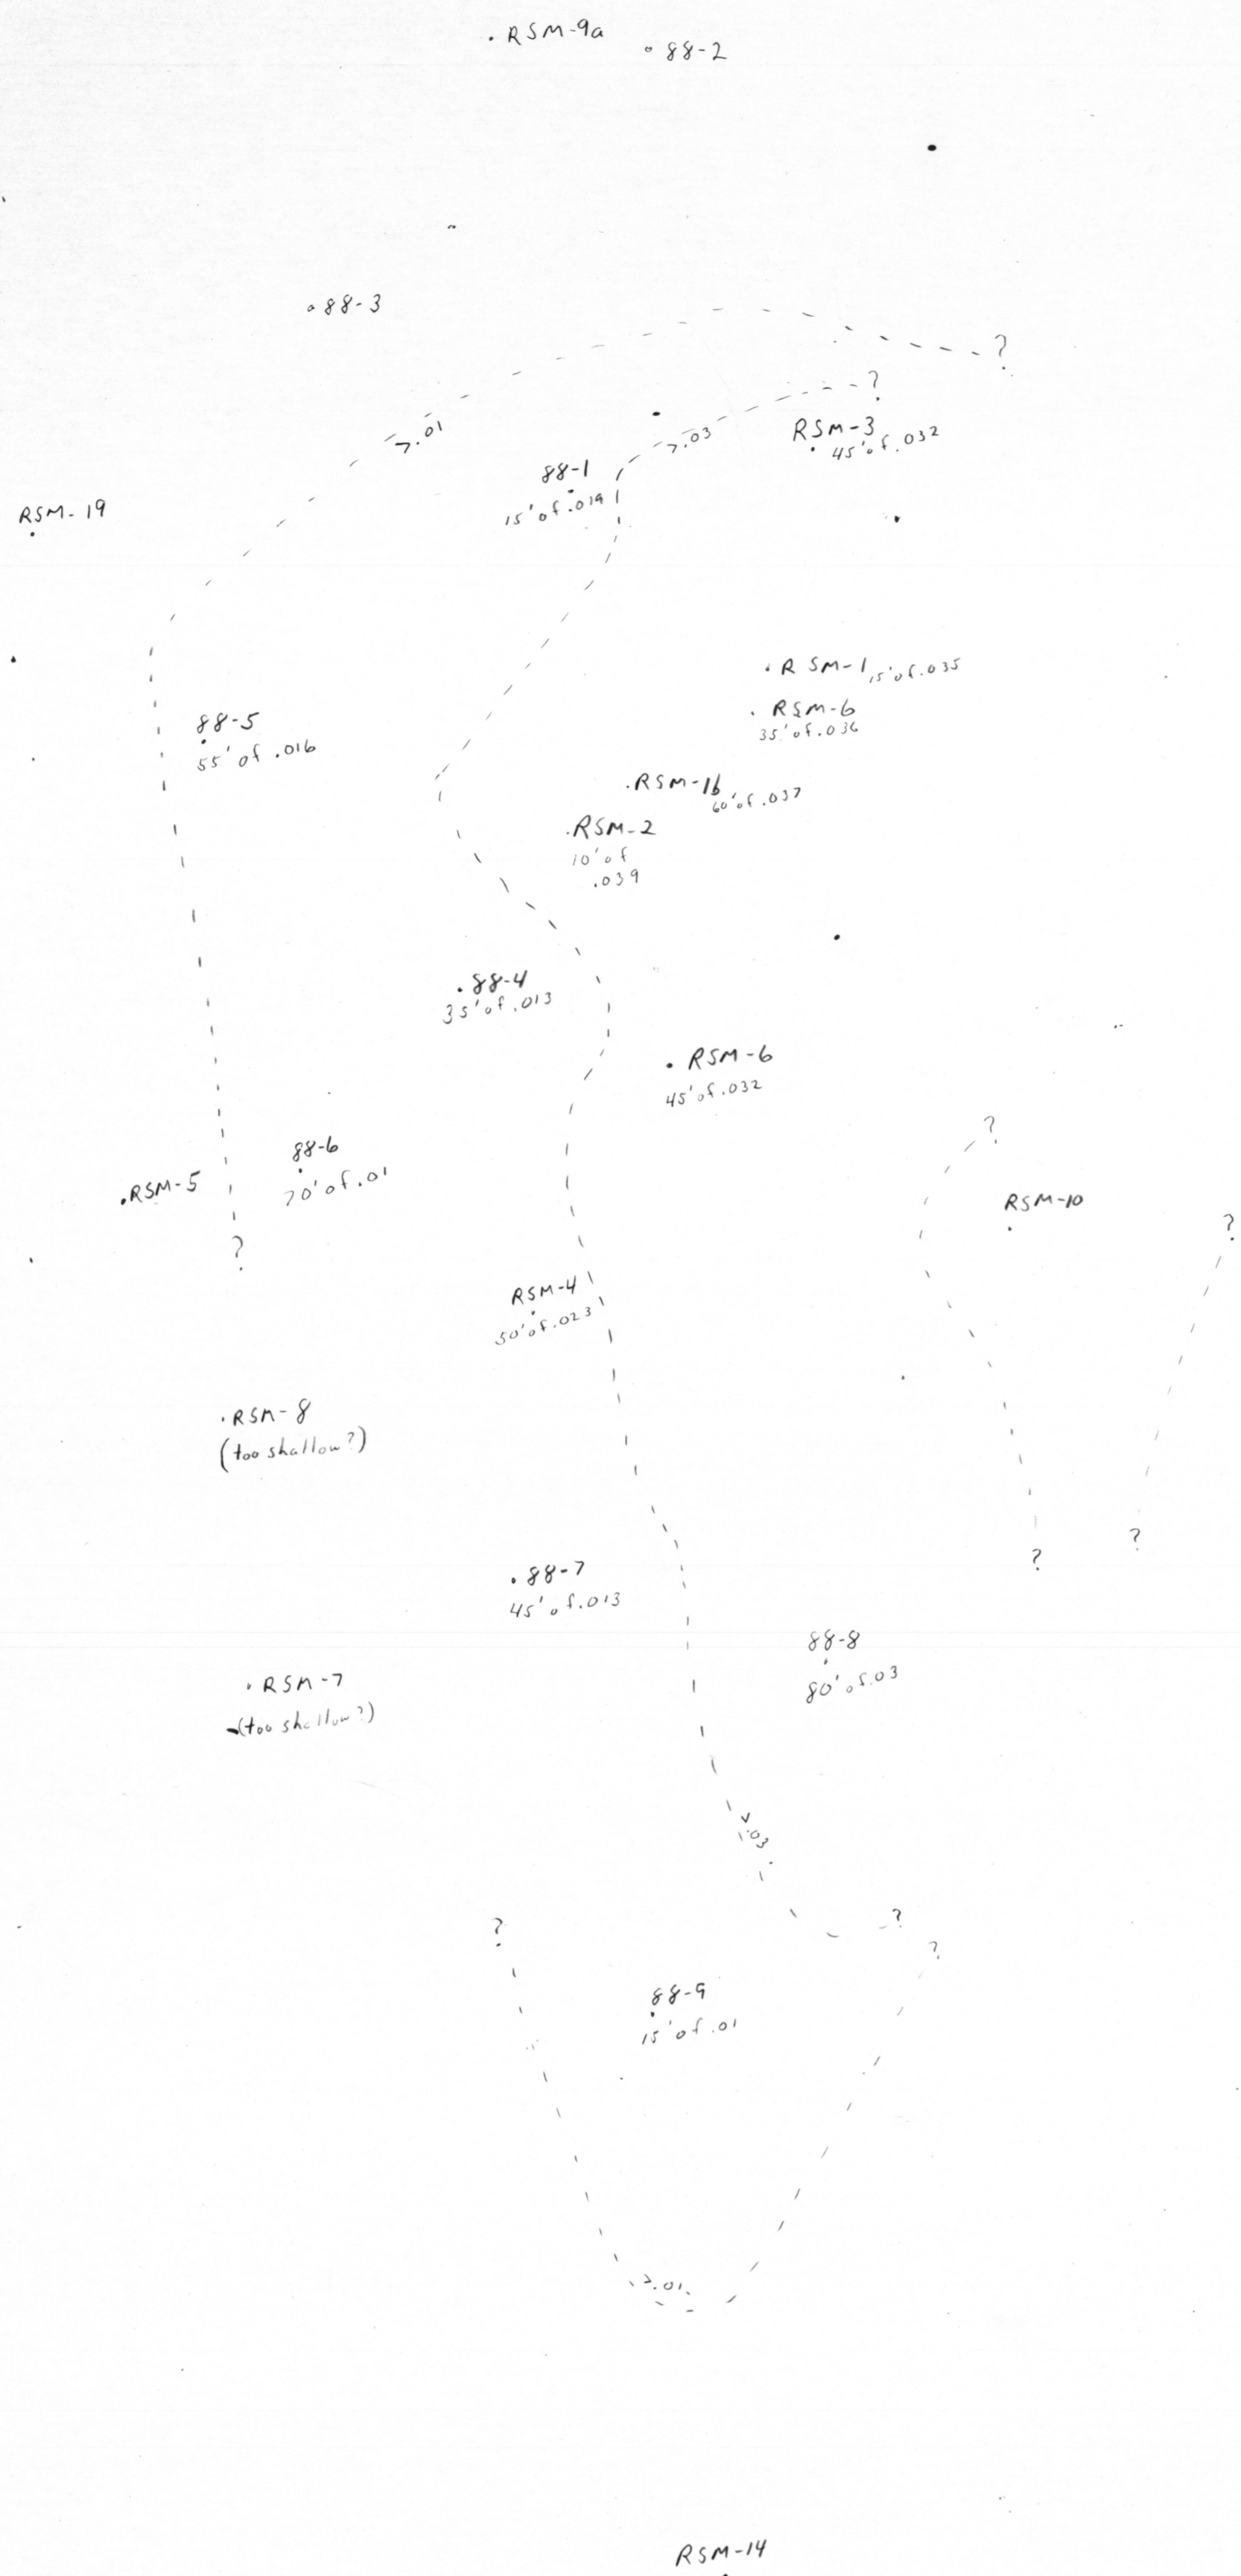 RSM-9a
88-2
88-3
?
?
>.01
>.03
RSM-3
45' of .032
88-1
15' of .019
RSM-19
RSM-1 15' of .035
RSM-6
35' of .036
88-5
55' of .016
RSM-1b
60' of .037
RSM-2
10' of
.039
88-4
35' of .013
RSM-6
45' of .032
?
88-6
70' of .01
RSM-5
RSM-10
?
?
RSM-4
50' of .023
RSM-8
(too shallow?)
?
?
88-7
45' of .013
88-8
80' of .03
RSM-7
(too shallow?)
>.03
?
?
?
88-9
15' of .01
>.01
RSM-14